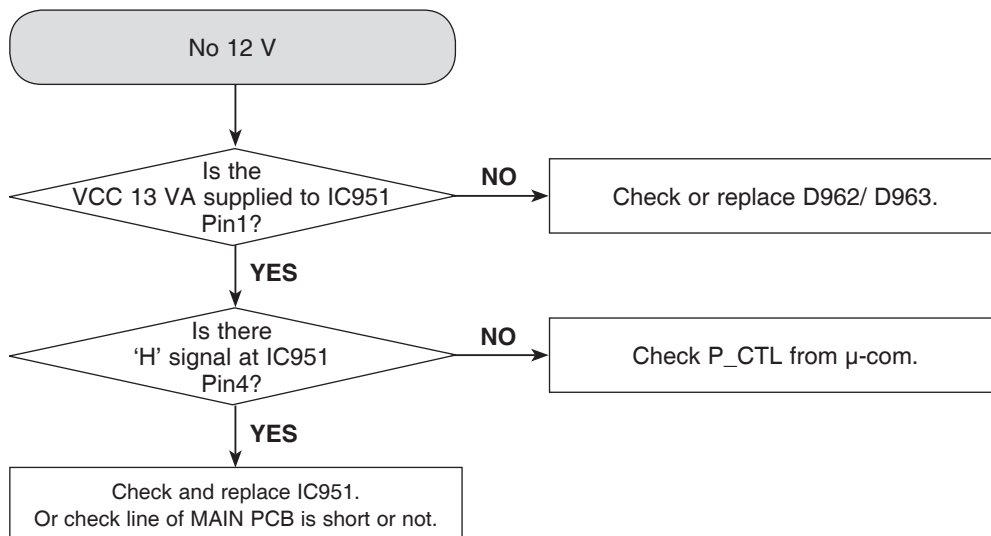 No 12 V
Is the
VCC 13 VA supplied to IC951
Pin1?
NO
Check or replace D962/ D963.
YES
Is there
‘H’ signal at IC951
Pin4?
NO
Check P_CTL from µ-com.
YES
Check and replace IC951.
Or check line of MAIN PCB is short or not.